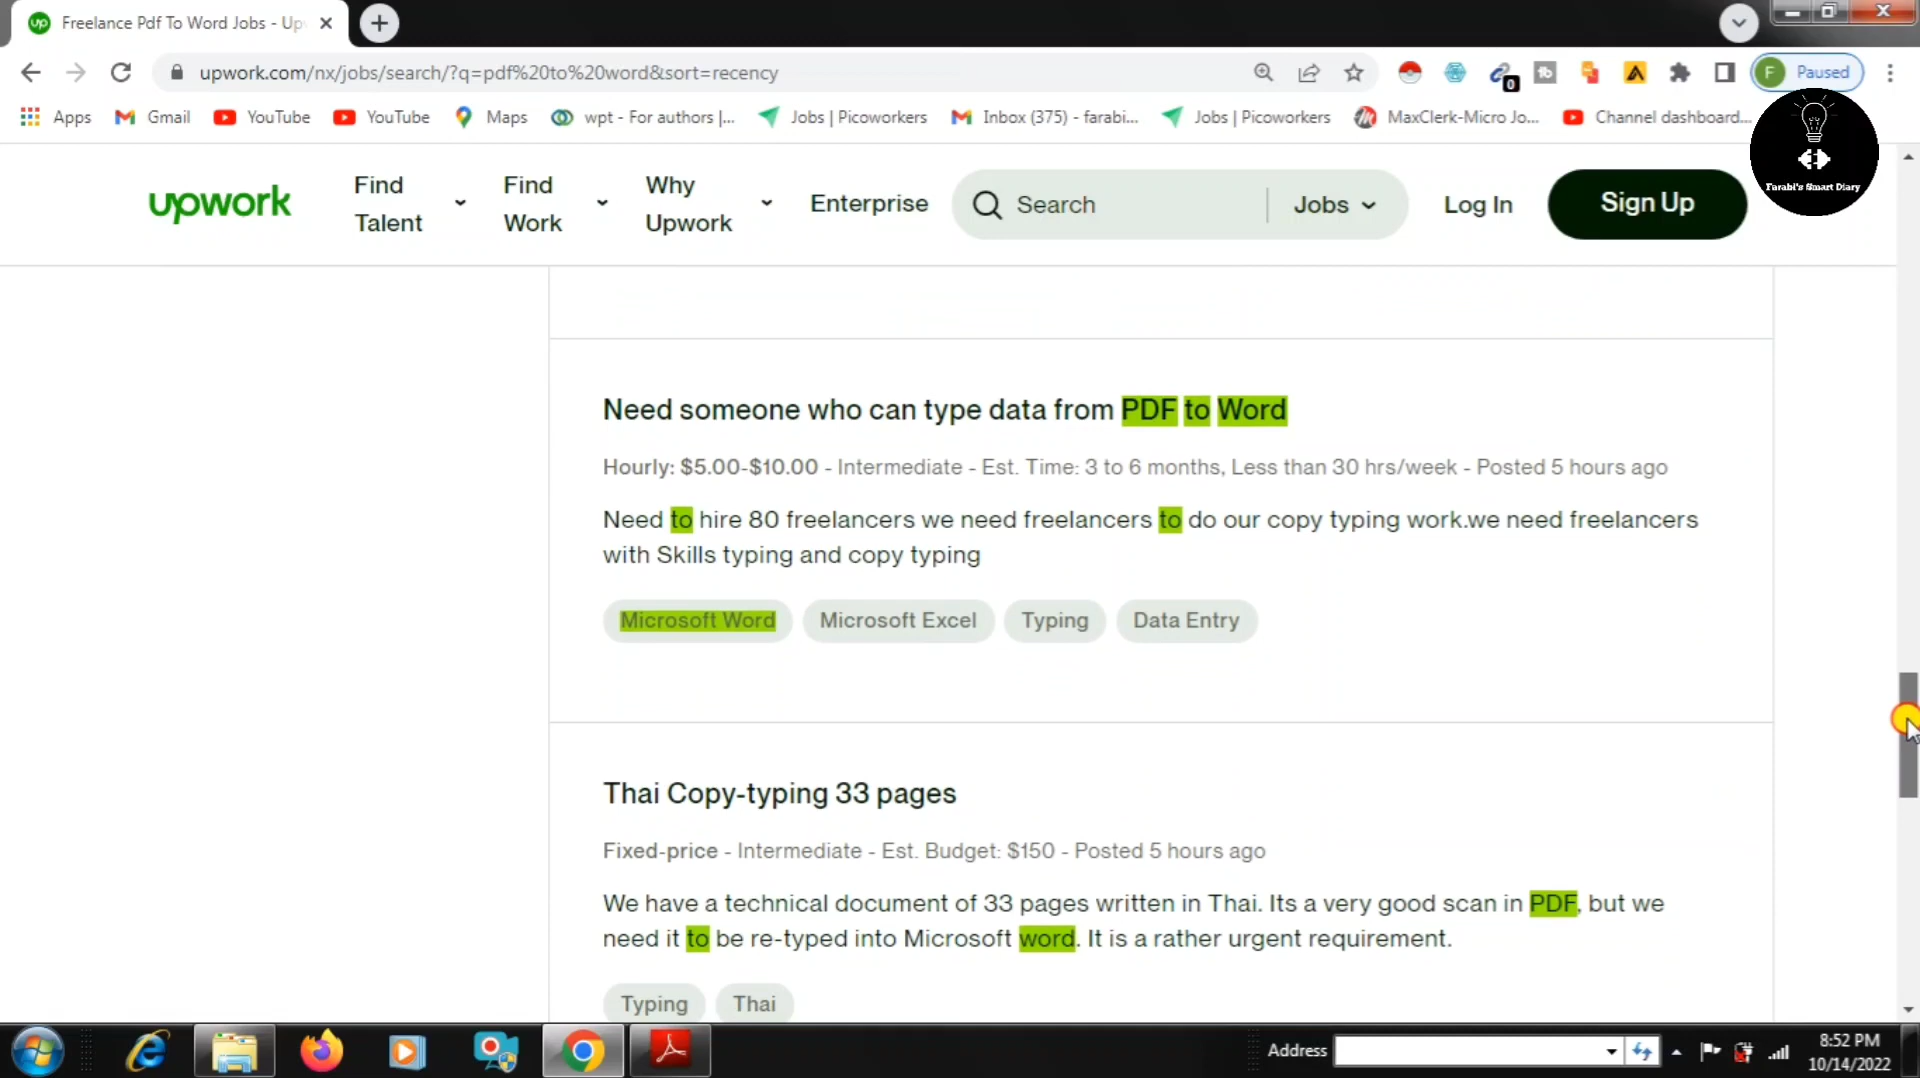 Freelance Pdf To Word Jobs - Up
upwork.com/nx/jobs/search/?q=pdf%20to%20word&sort=recency
0
F Paused
Apps Gmail YouTube YouTube Maps wpt - For authors |... Jobs | Picoworkers Inbox (375) - farabi... Jobs | Picoworkers MaxClerk-Micro Jo... Channel dashboard...
Farabi's Smart Diary
upwork
Find Talent
Find Work
Why Upwork
Enterprise
Search
Jobs
Log In
Sign Up
Need someone who can type data from PDF to Word
Hourly: $5.00-$10.00 - Intermediate - Est. Time: 3 to 6 months, Less than 30 hrs/week - Posted 5 hours ago
Need to hire 80 freelancers we need freelancers to do our copy typing work.we need freelancers
with Skills typing and copy typing
Microsoft Word Microsoft Excel Typing Data Entry
Thai Copy-typing 33 pages
Fixed-price - Intermediate - Est. Budget: $150 - Posted 5 hours ago
We have a technical document of 33 pages written in Thai. Its a very good scan in PDF, but we
need it to be re-typed into Microsoft word. It is a rather urgent requirement.
Typing Thai
Address
8:52 PM
10/14/2022